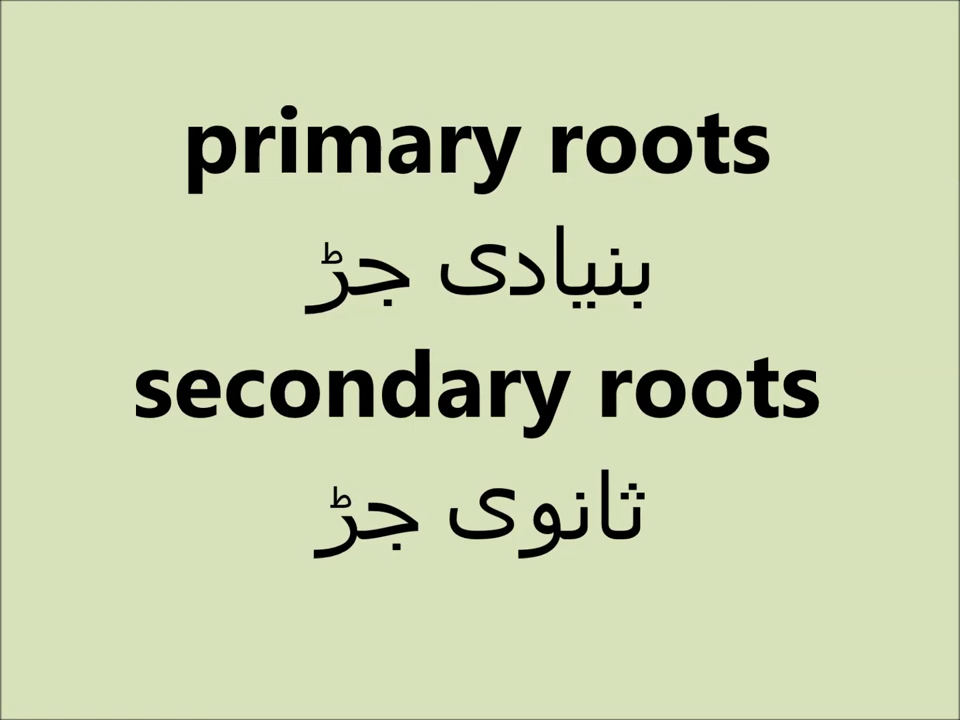 primary roots
بنیادی جڑ
secondary roots
ثانوی جڑ